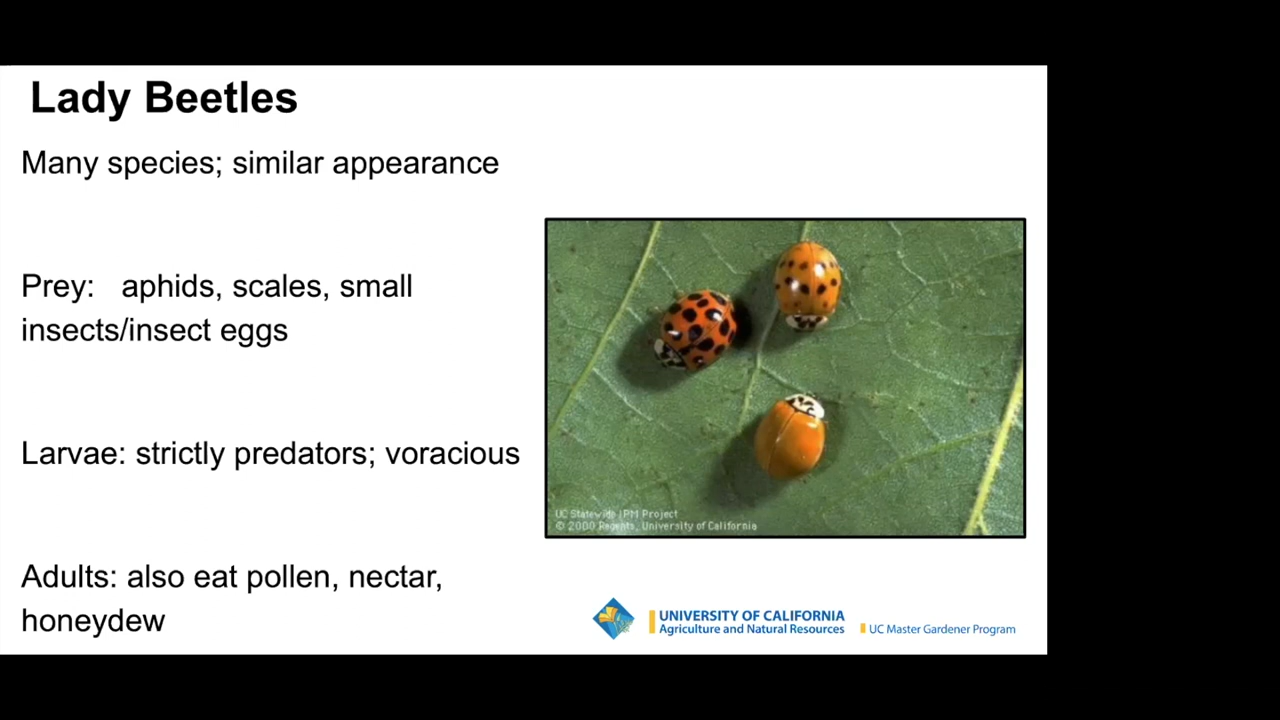 Lady Beetles
Many species; similar appearance
Prey: aphids, scales, small
insects/insect eggs
Larvae: strictly predators; voracious
Adults: also eat pollen, nectar,
honeydew
UC Statewide IPM Project
© 2000 Regents, University of California
UNIVERSITY OF CALIFORNIA
Agriculture and Natural Resources
UC Master Gardener Program